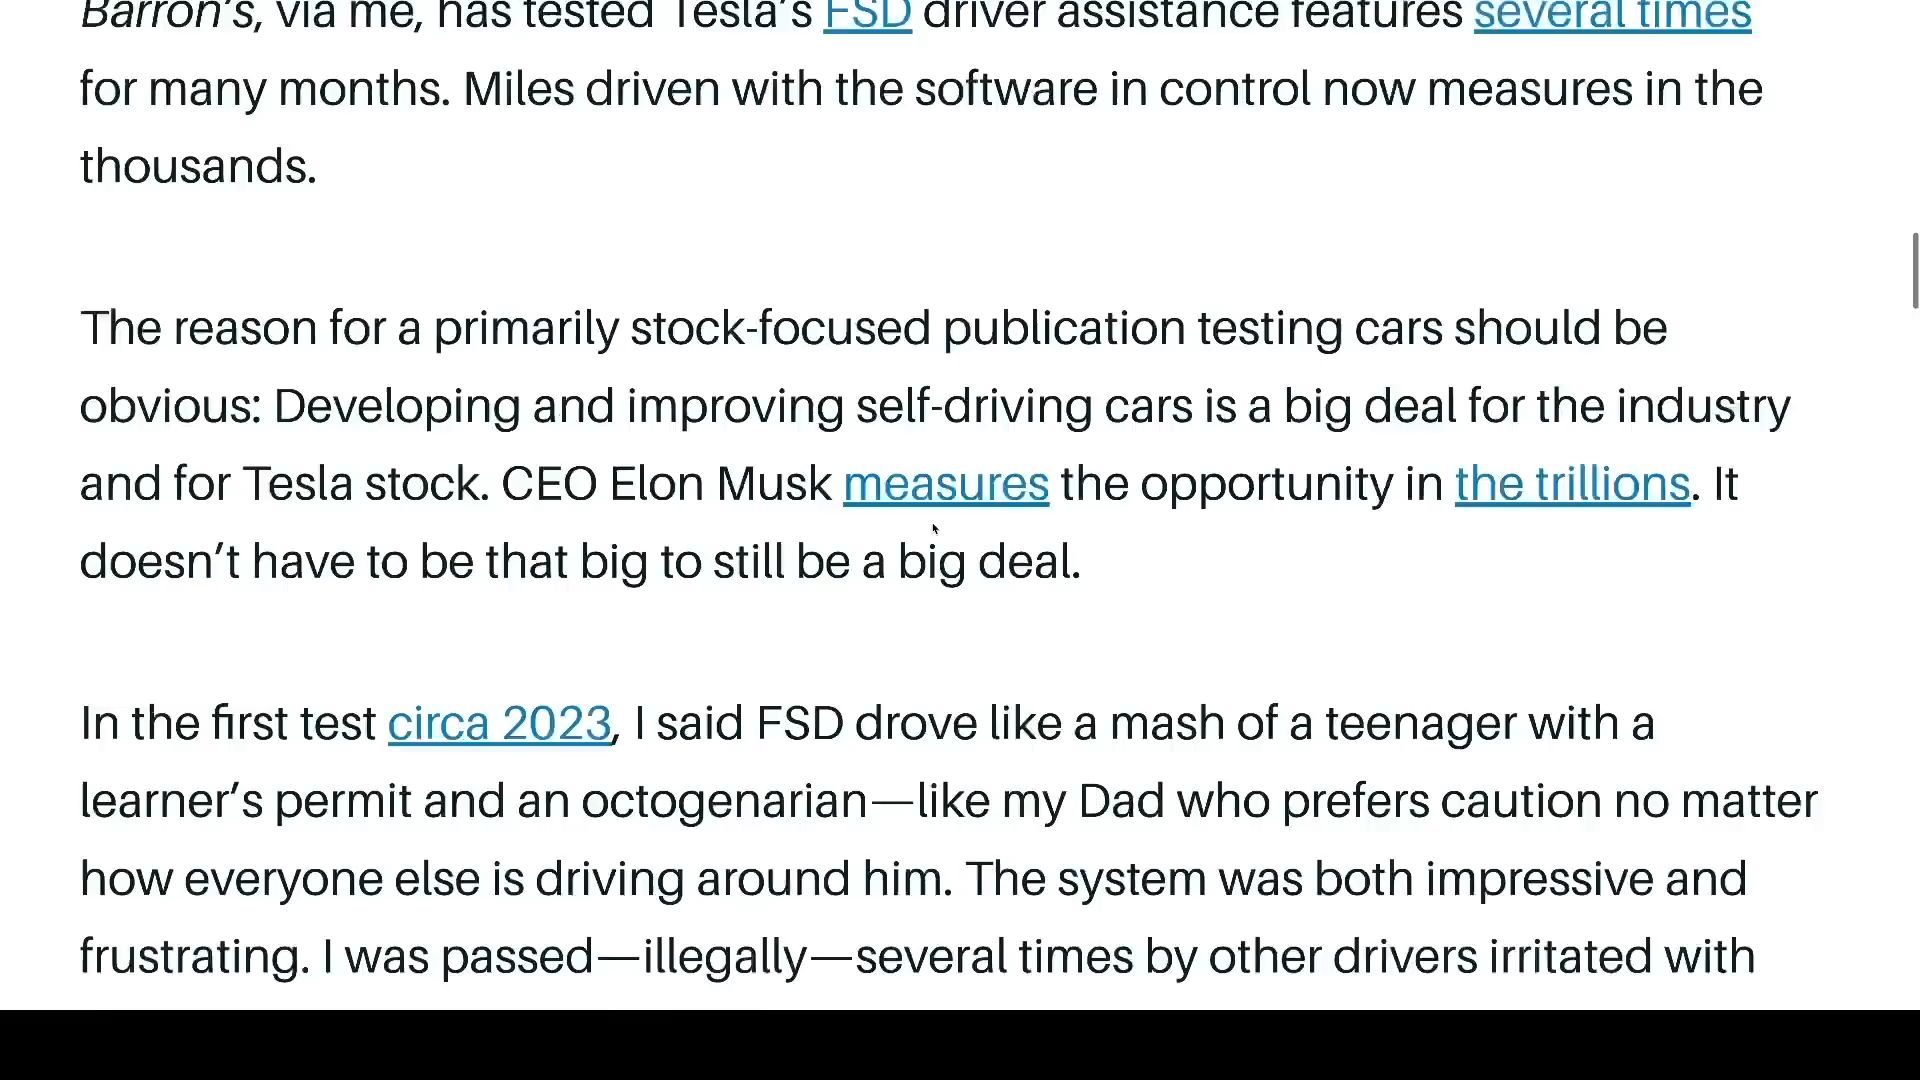 Barron's, via me, has tested Tesla's FSD driver assistance features several times
for many months. Miles driven with the software in control now measures in the
thousands.
The reason for a primarily stock-focused publication testing cars should be
obvious: Developing and improving self-driving cars is a big deal for the industry
and for Tesla stock. CEO Elon Musk measures the opportunity in the trillions. It
doesn’t have to be that big to still be a big deal.
In the first test circa 2023, I said FSD drove like a mash of a teenager with a
learner’s permit and an octogenarian—like my Dad who prefers caution no matter
how everyone else is driving around him. The system was both impressive and
frustrating. I was passed—illegally—several times by other drivers irritated with